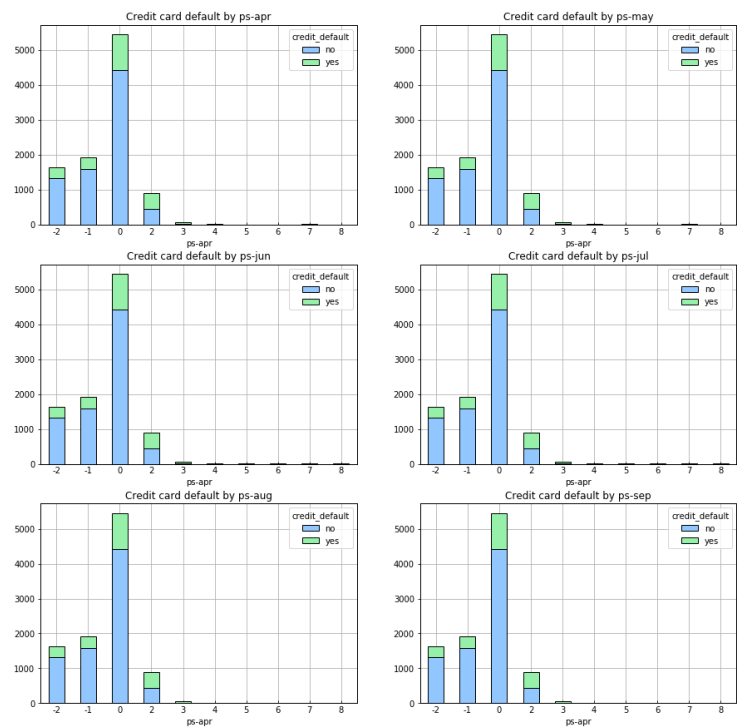 Credit card default by ps-apr
credit_default
no
yes
5000
4000
3000
2000
1000
0
-2 -1 0 2 3 4 5 6 7 8
ps-apr
Credit card default by ps-may
credit_default
no
yes
5000
4000
3000
2000
1000
0
-2 -1 0 2 3 4 5 6 7 8
ps-apr
Credit card default by ps-jun
credit_default
no
yes
5000
4000
3000
2000
1000
0
-2 -1 0 2 3 4 5 6 7 8
ps-apr
Credit card default by ps-jul
credit_default
no
yes
5000
4000
3000
2000
1000
0
-2 -1 0 2 3 4 5 6 7 8
ps-apr
Credit card default by ps-aug
credit_default
no
yes
5000
4000
3000
2000
1000
0
-2 -1 0 2 3 4 5 6 7 8
ps-apr
Credit card default by ps-sep
credit_default
no
yes
5000
4000
3000
2000
1000
0
-2 -1 0 2 3 4 5 6 7 8
ps-apr